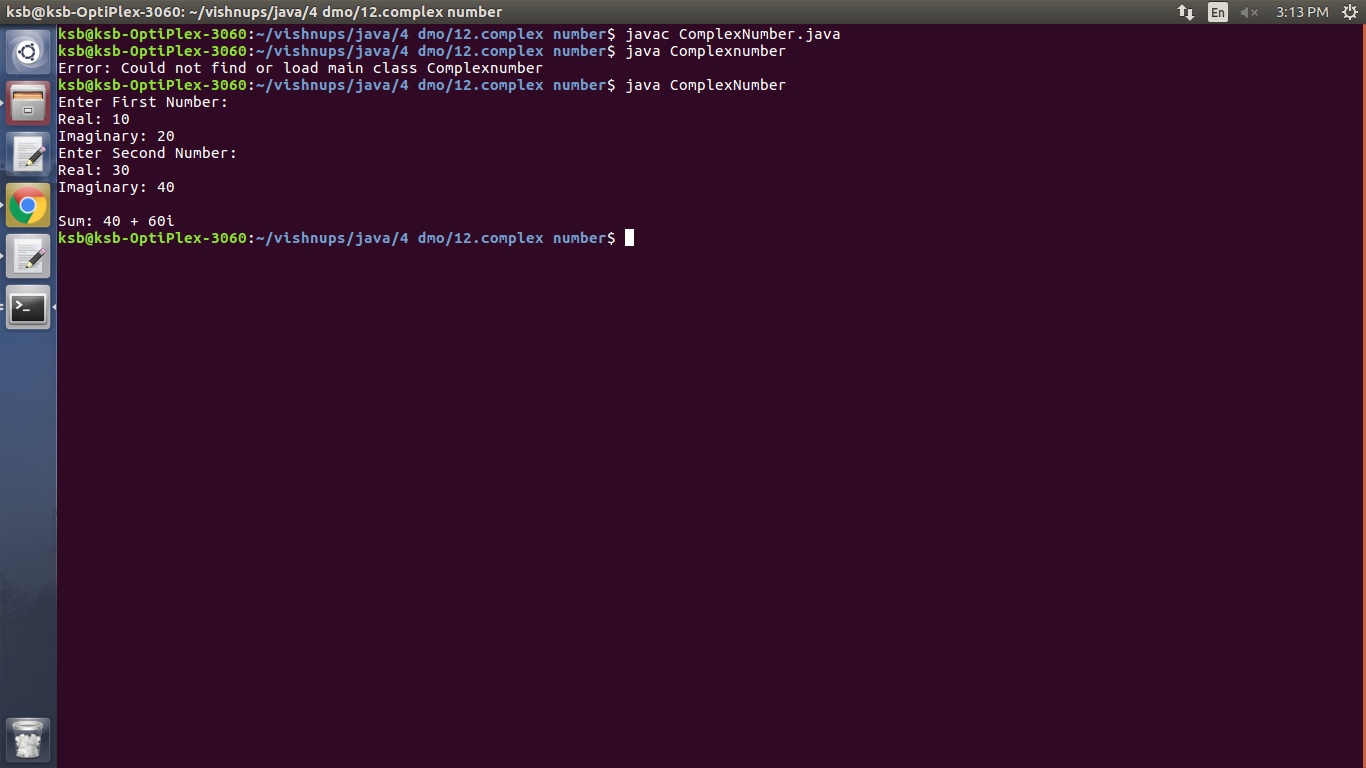 ksb@ksb-OptiPlex-3060: ~/vishnups/java/4 dmo/12.complex number
En
3:13 PM
ksb@ksb-OptiPlex-3060:~/vishnups/java/4 dmo/12.complex number$ javac ComplexNumber.java
ksb@ksb-OptiPlex-3060:~/vishnups/java/4 dmo/12.complex number$ java Complexnumber
Error: Could not find or load main class Complexnumber
ksb@ksb-OptiPlex-3060:~/vishnups/java/4 dmo/12.complex number$ java ComplexNumber
Enter First Number:
Real: 10
Imaginary: 20
Enter Second Number:
Real: 30
Imaginary: 40
Sum: 40 + 60i
ksb@ksb-OptiPlex-3060:~/vishnups/java/4 dmo/12.complex number$
>_